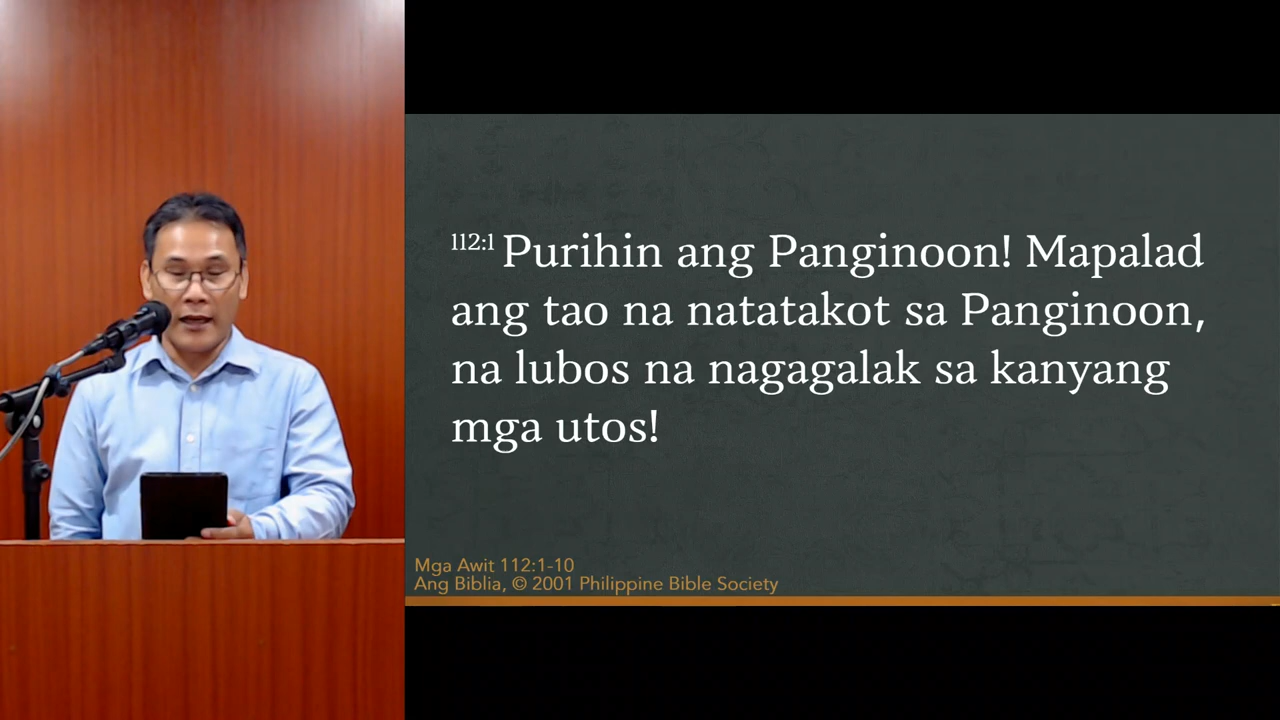 112:1 Purihin ang Panginoon! Mapalad
ang tao na natatakot sa Panginoon,
na lubos na nagagalak sa kanyang
mga utos!
Mga Awit 112:1-10
Ang Biblia, © 2001 Philippine Bible Society